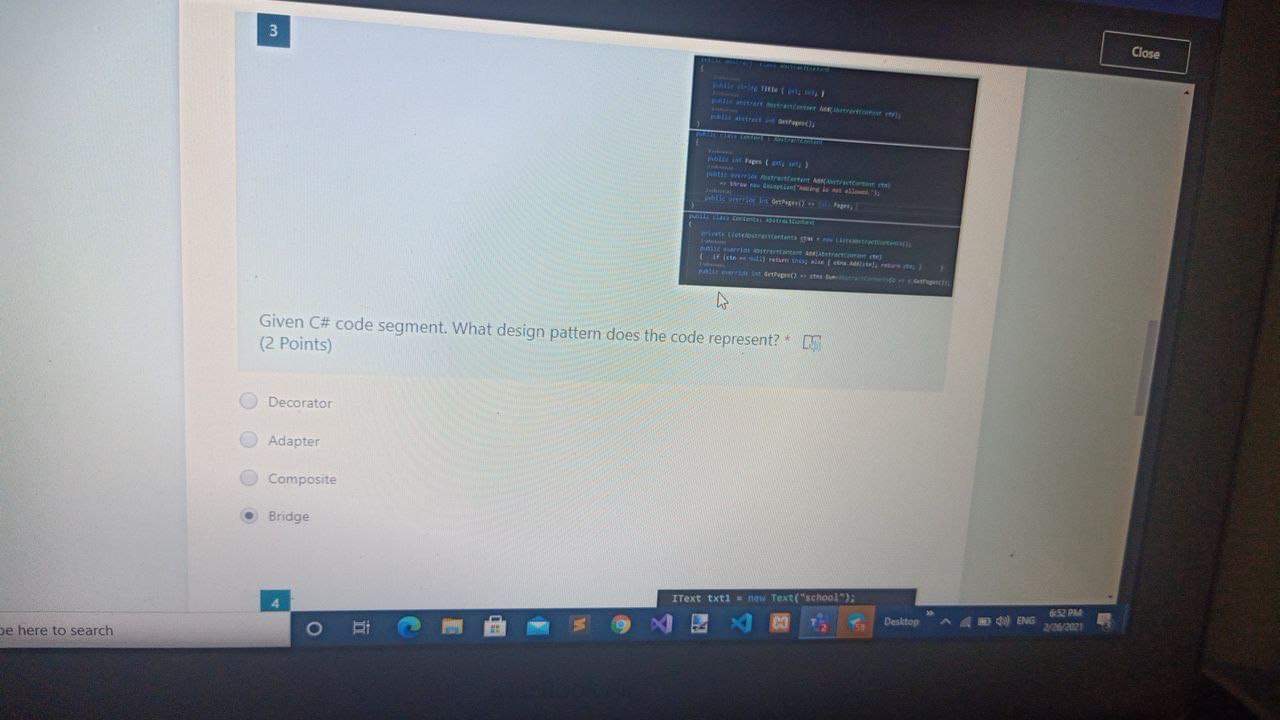 3
Close
public abstract class AbstractContent
{
public string Title { get; set; }
public abstract AbstractContent Add(AbstractContent ctn);
public abstract int GetPages();
}
public class Content : AbstractContent
{
public int Pages { get; set; }
public override AbstractContent Add(AbstractContent ctn)
=> throw new Exception("Adding is not allowed.");
public override int GetPages() => this.Pages;
}
public class Contents: AbstractContent
{
private List<AbstractContent> ctns = new List<AbstractContent>();
public override AbstractContent Add(AbstractContent ctn)
{ if (ctn == null) return this; else { ctns.Add(ctn); return ctn; } }
public override int GetPages() => ctns.Sum<AbstractContent>(c => c.GetPages());
Given C# code segment. What design pattern does the code represent? *
(2 Points)
Decorator
Adapter
Composite
Bridge
4
IText txt1 = new Text("school");
pe here to search
Desktop
ENG
6:52 PM
2/26/2021